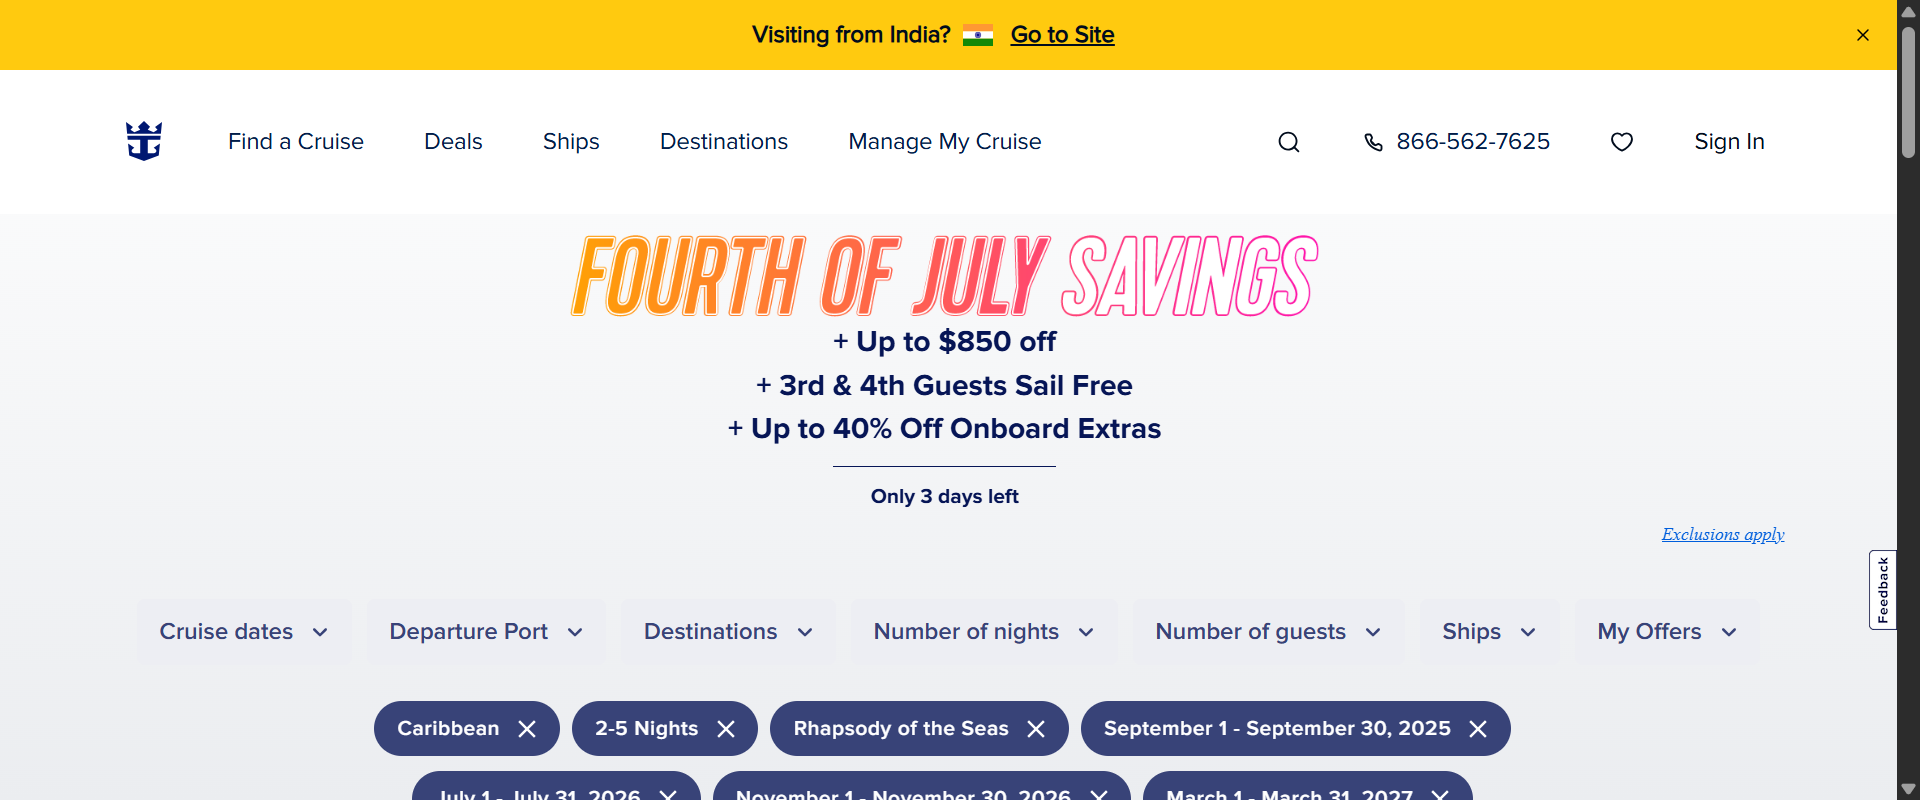 Visiting from India? Go to Site
Find a Cruise Deals Ships Destinations Manage My Cruise 866-562-7625 Sign In
FOURTH OF JULY SAVINGS
+ Up to $850 off
+ 3rd & 4th Guests Sail Free
+ Up to 40% Off Onboard Extras
Only 3 days left
Exclusions apply
Feedback
Cruise dates Departure Port Destinations Number of nights Number of guests Ships My Offers
Caribbean 2-5 Nights Rhapsody of the Seas September 1 - September 30, 2025
July 1 - July 31, 2026 November 1 - November 30, 2026 March 1 - March 31, 2027